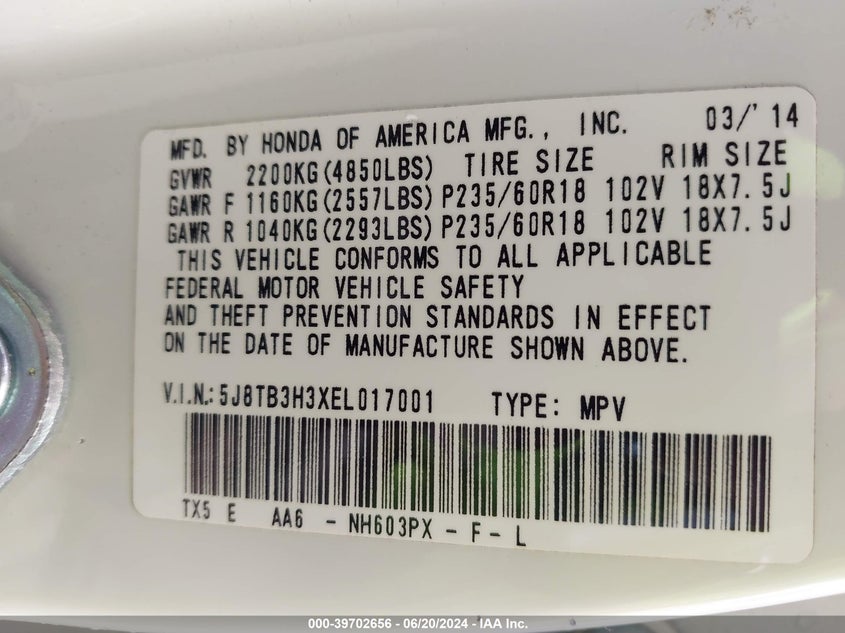 MFD. BY HONDA OF AMERICA MFG., INC. 03/'14
GVWR 2200KG(4850LBS) TIRE SIZE RIM SIZE
GAWR F 1160KG(2557LBS) P235/60R18 102V 18X7.5J
GAWR R 1040KG(2293LBS) P235/60R18 102V 18X7.5J
THIS VEHICLE CONFORMS TO ALL APPLICABLE
FEDERAL MOTOR VEHICLE SAFETY
AND THEFT PREVENTION STANDARDS IN EFFECT
ON THE DATE OF MANUFACTURE SHOWN ABOVE.
V.I.N.: 5J8TB3H3XEL017001 TYPE: MPV
TX5 E AA6 - NH603PX - F - L
000-39702656 - 06/20/2024 - IAA Inc.